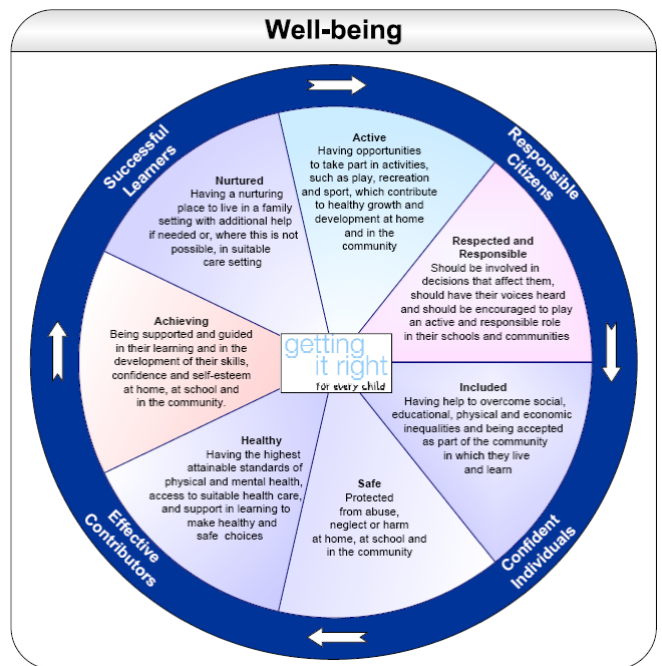 Well-being
Successful
Learners
Responsible
Citizens
Active
Having opportunities
to take part in activities,
such as play, recreation
and sport, which contribute
to healthy growth and
development at home
and in the
community
Nurtured
Having a nurturing
place to live in a family
setting with additional help
if needed or, where this is not
possible, in suitable
care setting
Respected and
Responsible
Should be involved in
decisions that affect them,
should have their voices heard
and should be encouraged to play
an active and responsible role
in their schools and communities
Achieving
Being supported and guided
in their learning and in the
development of their skills,
confidence and self-esteem
at home, at school and
in the community.
getting
it right
for every child
Included
Having help to overcome social,
educational, physical and economic
inequalities and being accepted
as part of the community
in which they live
and learn
Healthy
Having the highest
attainable standards of
physical and mental health,
access to suitable health care,
and support in learning to
make healthy and
safe choices
Safe
Protected
from abuse,
neglect or harm
at home, at school and
in the community
Effective
Contributors
Confident
Individuals